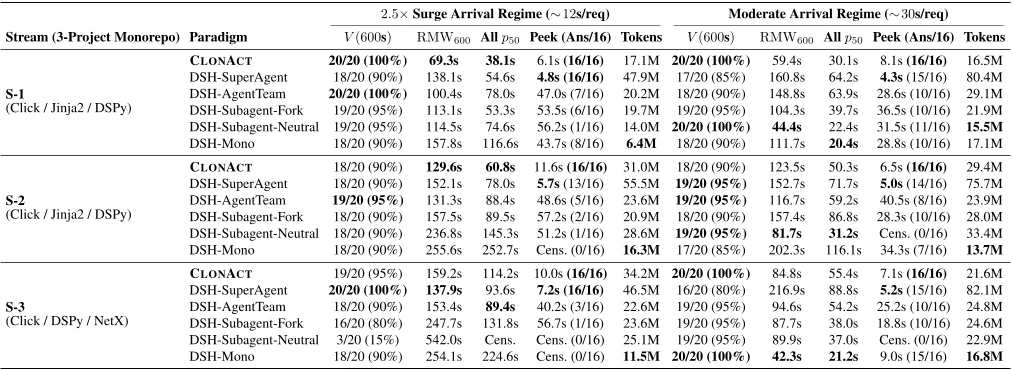 2.5× Surge Arrival Regime (∼12s/req) Moderate Arrival Regime (∼30s/req)
Stream (3-Project Monorepo) Paradigm V(600s) RMW600 All p50 Peek (Ans/16) Tokens V(600s) RMW600 All p50 Peek (Ans/16) Tokens
CLONACT 20/20 (100%) 69.3s 38.1s 6.1s (16/16) 17.1M 20/20 (100%) 59.4s 30.1s 8.1s (16/16) 16.5M
DSH-SuperAgent 18/20 (90%) 138.1s 54.6s 4.8s (16/16) 47.9M 17/20 (85%) 160.8s 64.2s 4.3s (15/16) 80.4M
S-1 DSH-AgentTeam 20/20 (100%) 100.4s 78.0s 47.0s (7/16) 20.2M 18/20 (90%) 148.8s 63.9s 28.6s (10/16) 29.1M
(Click / Jinja2 / DSPy) DSH-Subagent-Fork 19/20 (95%) 113.1s 53.3s 53.5s (6/16) 19.7M 19/20 (95%) 104.3s 39.7s 36.5s (10/16) 21.9M
DSH-Subagent-Neutral 19/20 (95%) 114.5s 74.6s 56.2s (1/16) 14.0M 20/20 (100%) 44.4s 22.4s 31.5s (11/16) 15.5M
DSH-Mono 18/20 (90%) 157.8s 116.6s 43.7s (8/16) 6.4M 18/20 (90%) 111.7s 20.4s 28.8s (10/16) 17.1M
CLONACT 18/20 (90%) 129.6s 60.8s 11.6s (16/16) 31.0M 18/20 (90%) 123.5s 50.3s 6.5s (16/16) 29.4M
DSH-SuperAgent 18/20 (90%) 152.1s 78.0s 5.7s (13/16) 55.5M 19/20 (95%) 152.7s 71.7s 5.0s (14/16) 75.7M
S-2 DSH-AgentTeam 19/20 (95%) 131.3s 88.4s 48.6s (5/16) 23.6M 19/20 (95%) 116.7s 59.2s 40.5s (8/16) 23.9M
(Click / Jinja2 / DSPy) DSH-Subagent-Fork 18/20 (90%) 157.5s 89.5s 57.2s (2/16) 20.9M 18/20 (90%) 157.4s 86.8s 28.3s (10/16) 28.0M
DSH-Subagent-Neutral 18/20 (90%) 236.8s 145.3s 51.2s (1/16) 28.6M 19/20 (95%) 81.7s 31.2s Cens. (0/16) 33.4M
DSH-Mono 18/20 (90%) 255.6s 252.7s Cens. (0/16) 16.3M 17/20 (85%) 202.3s 116.1s 34.3s (7/16) 13.7M
CLONACT 19/20 (95%) 159.2s 114.2s 10.0s (16/16) 34.2M 20/20 (100%) 84.8s 55.4s 7.1s (16/16) 21.6M
DSH-SuperAgent 20/20 (100%) 137.9s 93.6s 7.2s (16/16) 46.5M 16/20 (80%) 216.9s 88.8s 5.2s (15/16) 82.1M
S-3 DSH-AgentTeam 18/20 (90%) 153.4s 89.4s 40.2s (3/16) 22.6M 19/20 (95%) 94.6s 54.2s 25.2s (10/16) 24.8M
(Click / DSPy / NetX) DSH-Subagent-Fork 16/20 (80%) 247.7s 131.8s 56.7s (1/16) 23.6M 19/20 (95%) 87.7s 38.0s 18.8s (10/16) 24.6M
DSH-Subagent-Neutral 3/20 (15%) 542.0s Cens. Cens. (0/16) 25.1M 19/20 (95%) 89.9s 37.0s Cens. (0/16) 22.9M
DSH-Mono 18/20 (90%) 254.1s 224.6s Cens. (0/16) 11.5M 20/20 (100%) 42.3s 21.2s 9.0s (15/16) 16.8M